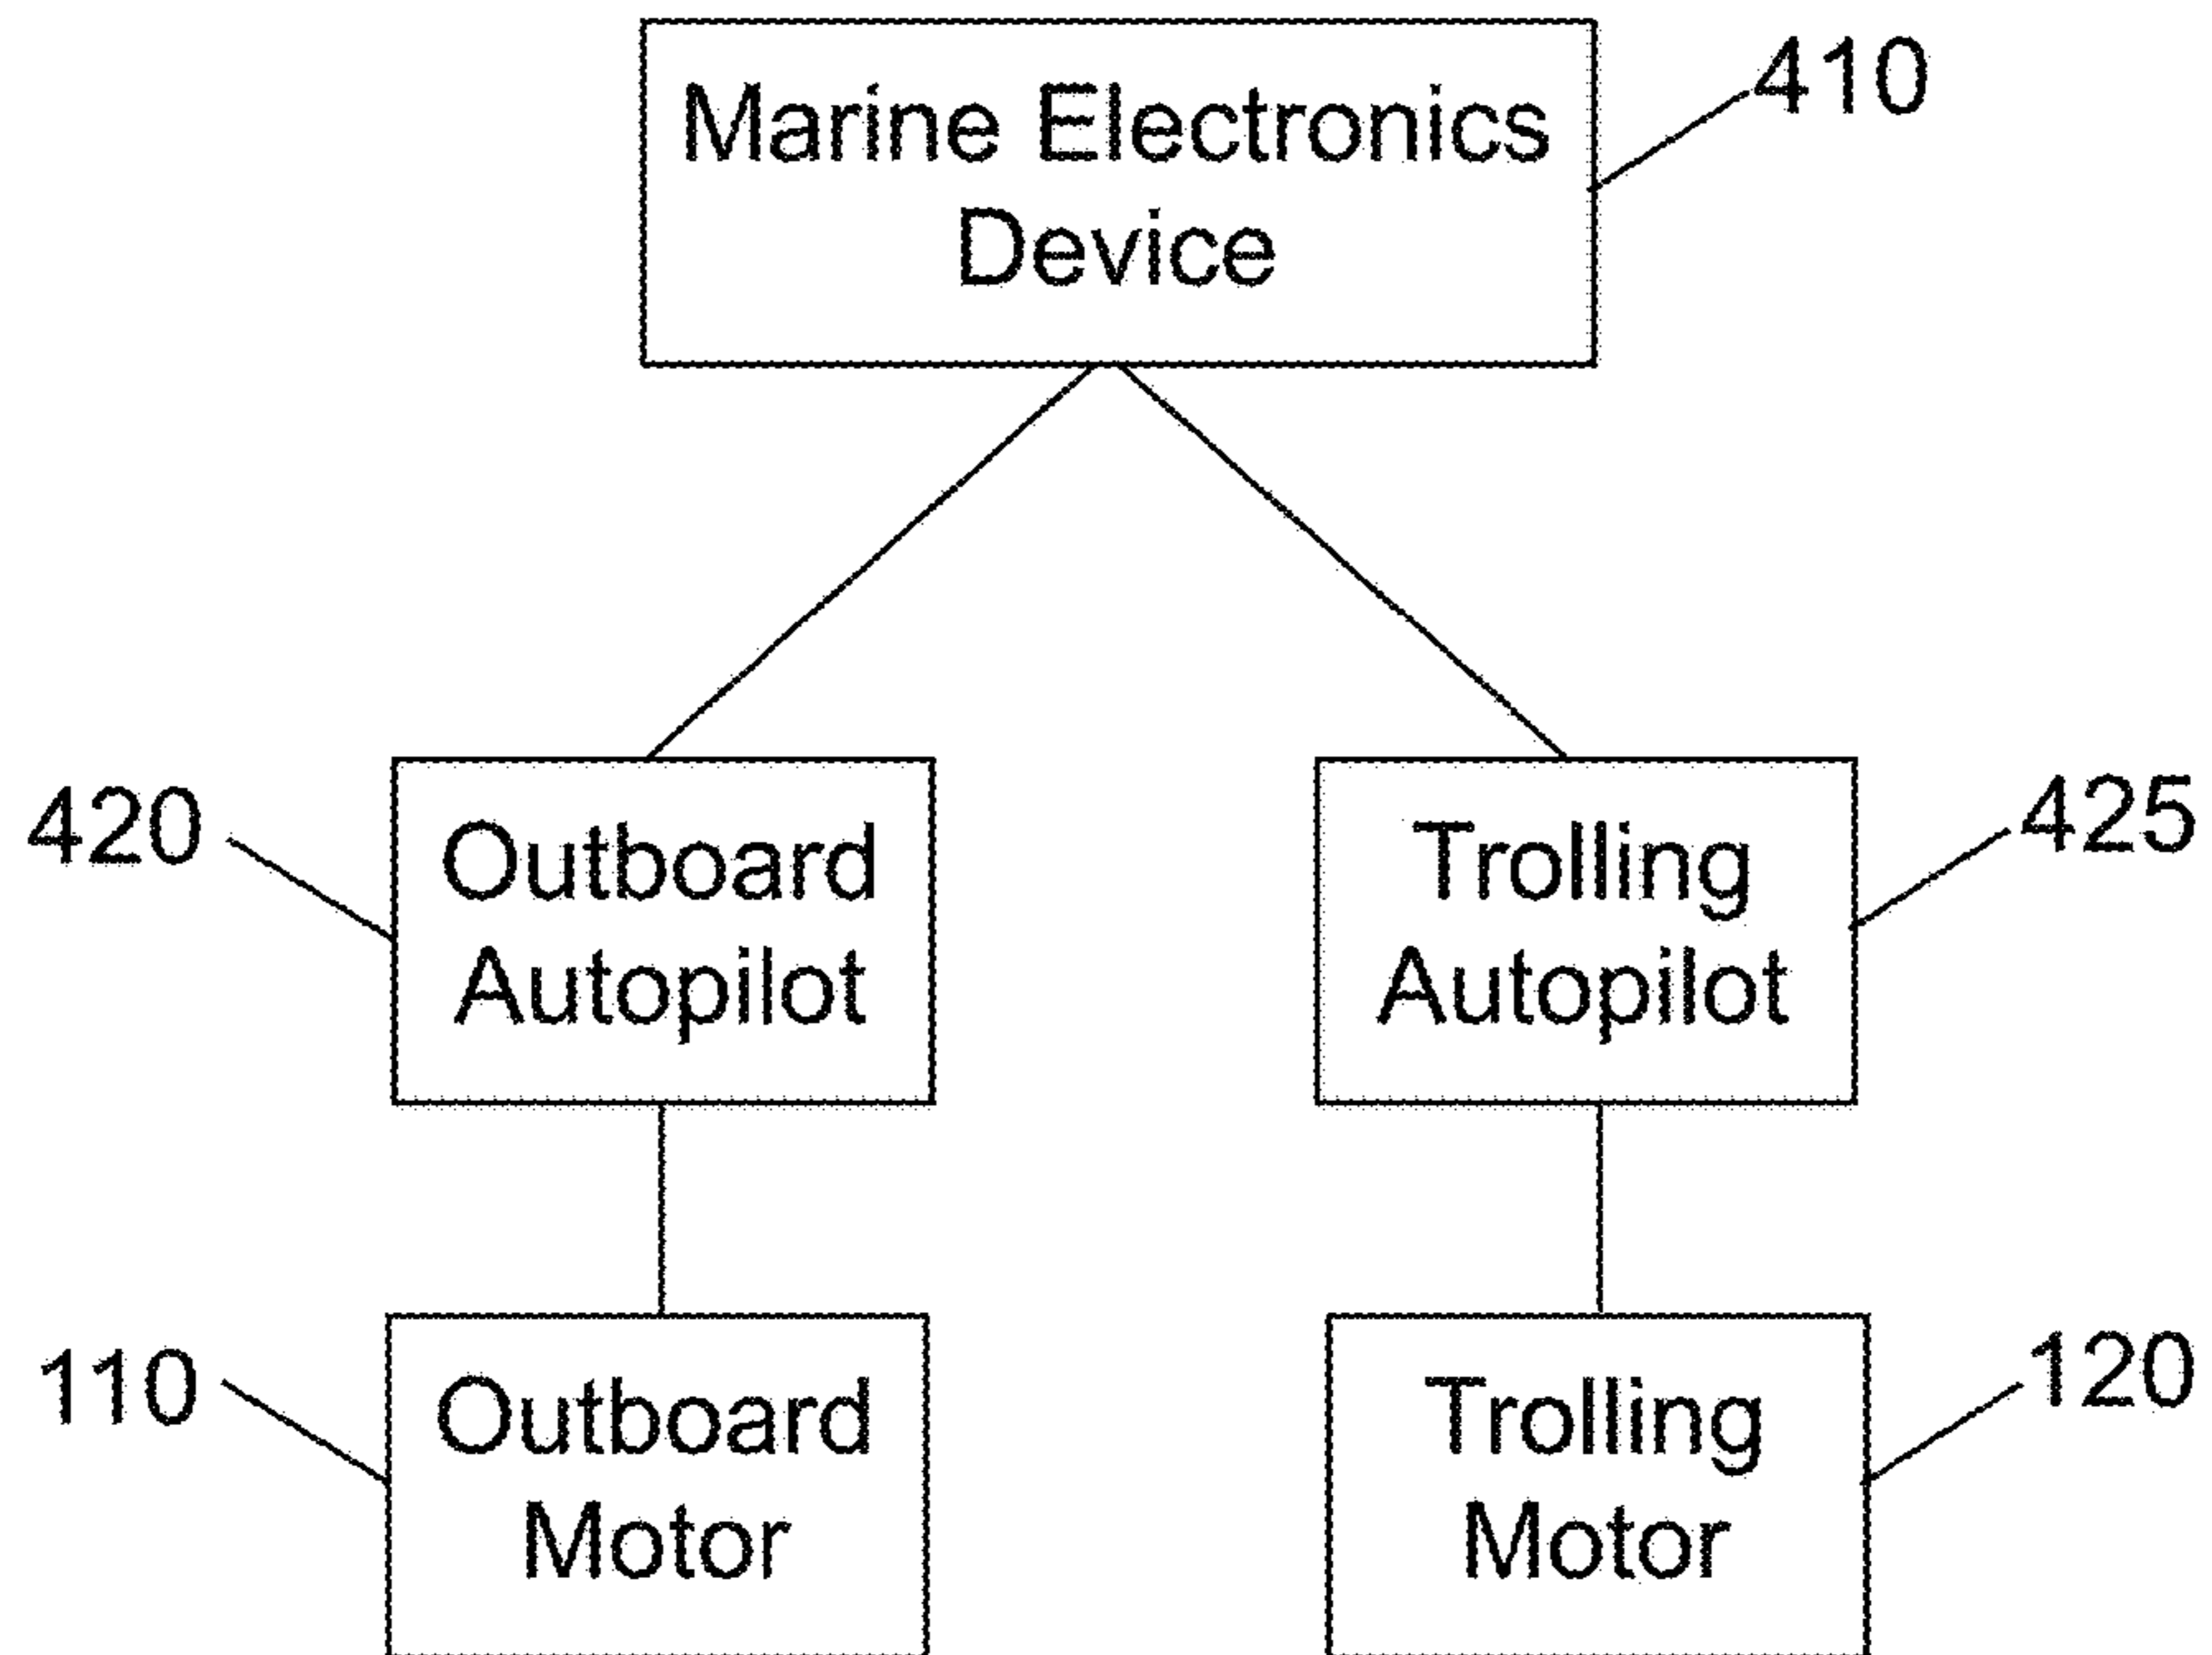 Marine Electronics
Device
410
420
Outboard
Autopilot
Trolling
Autopilot
425
110
Outboard
Motor
Trolling
Motor
120